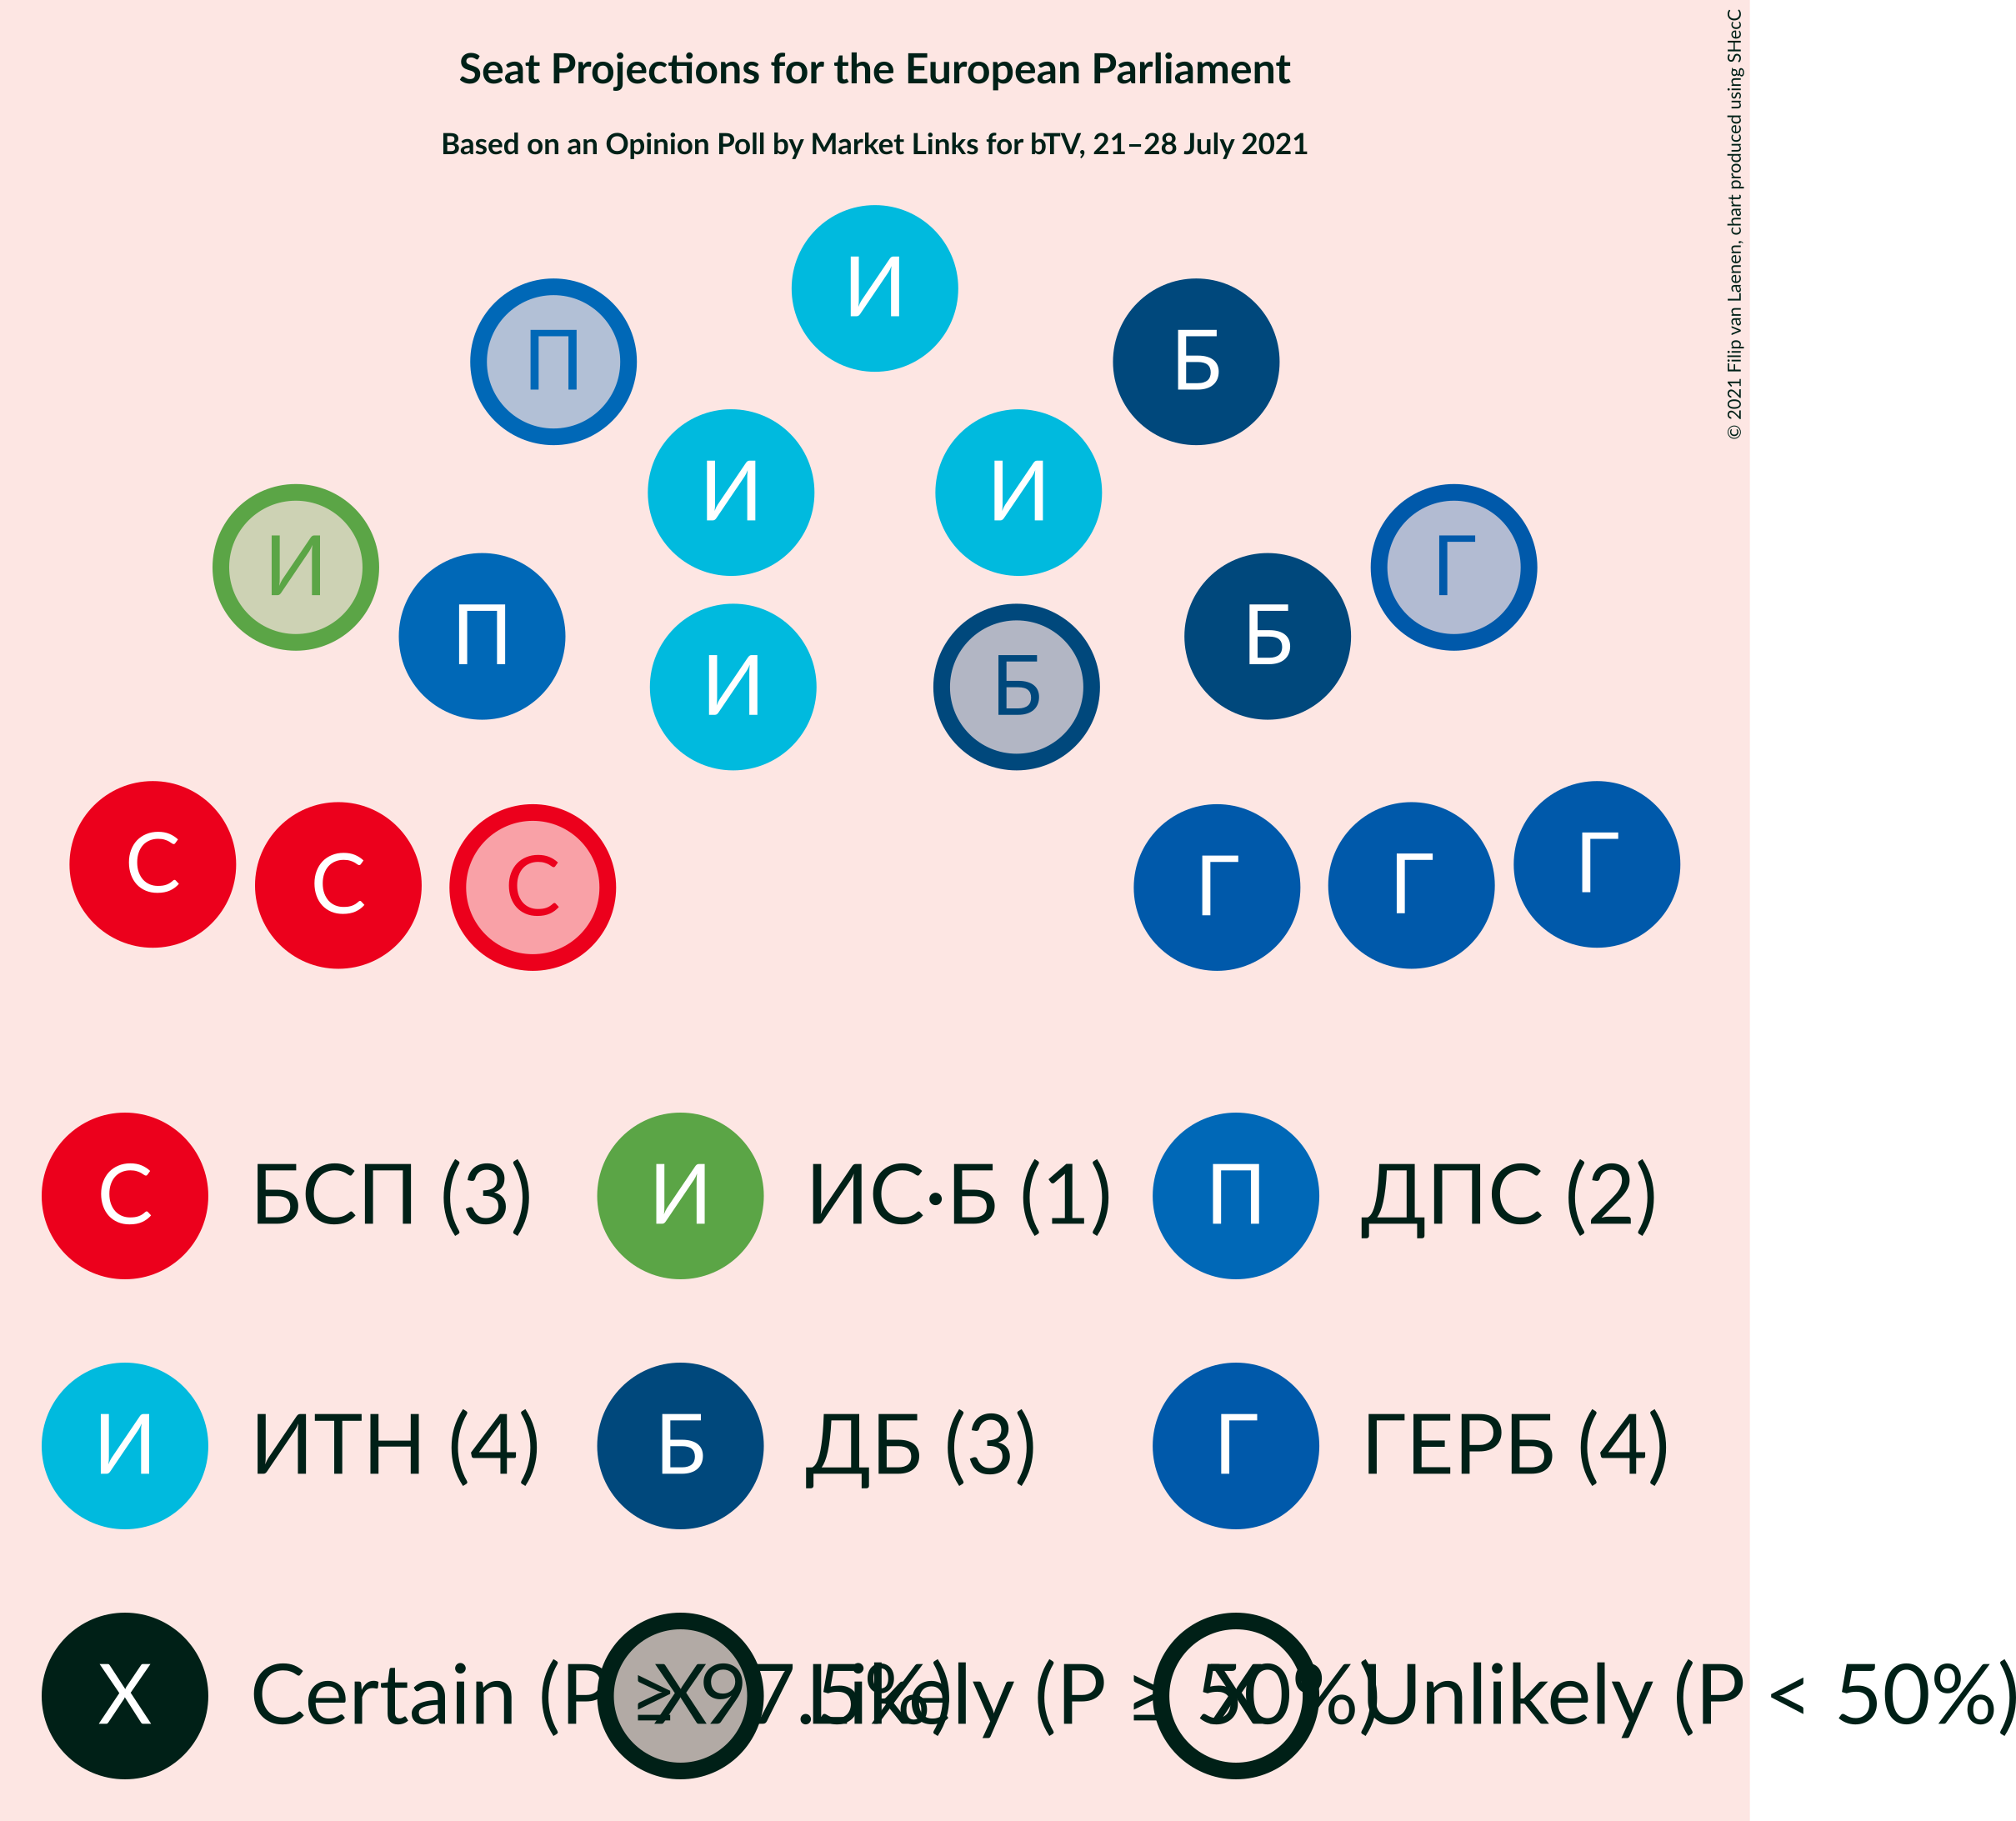 Seat Projections for the European Parliament
Based on an Opinion Poll by Market Links for bTV, 21–28 July 2021
© 2021 Filip van Laenen, chart produced using SHecC
И
П
Б
И
И
И
Г
П
Б
И
Б
С
С
С
Г
Г
Г
С БСП (3) И ИС·Б (1) П ДПС (2)
И ИТН (4) Б ДБ (3) Г ГЕРБ (4)
X Certain (P ≥ 97.5%) X Likely (P ≥ 50%) X Unlikely (P < 50%)